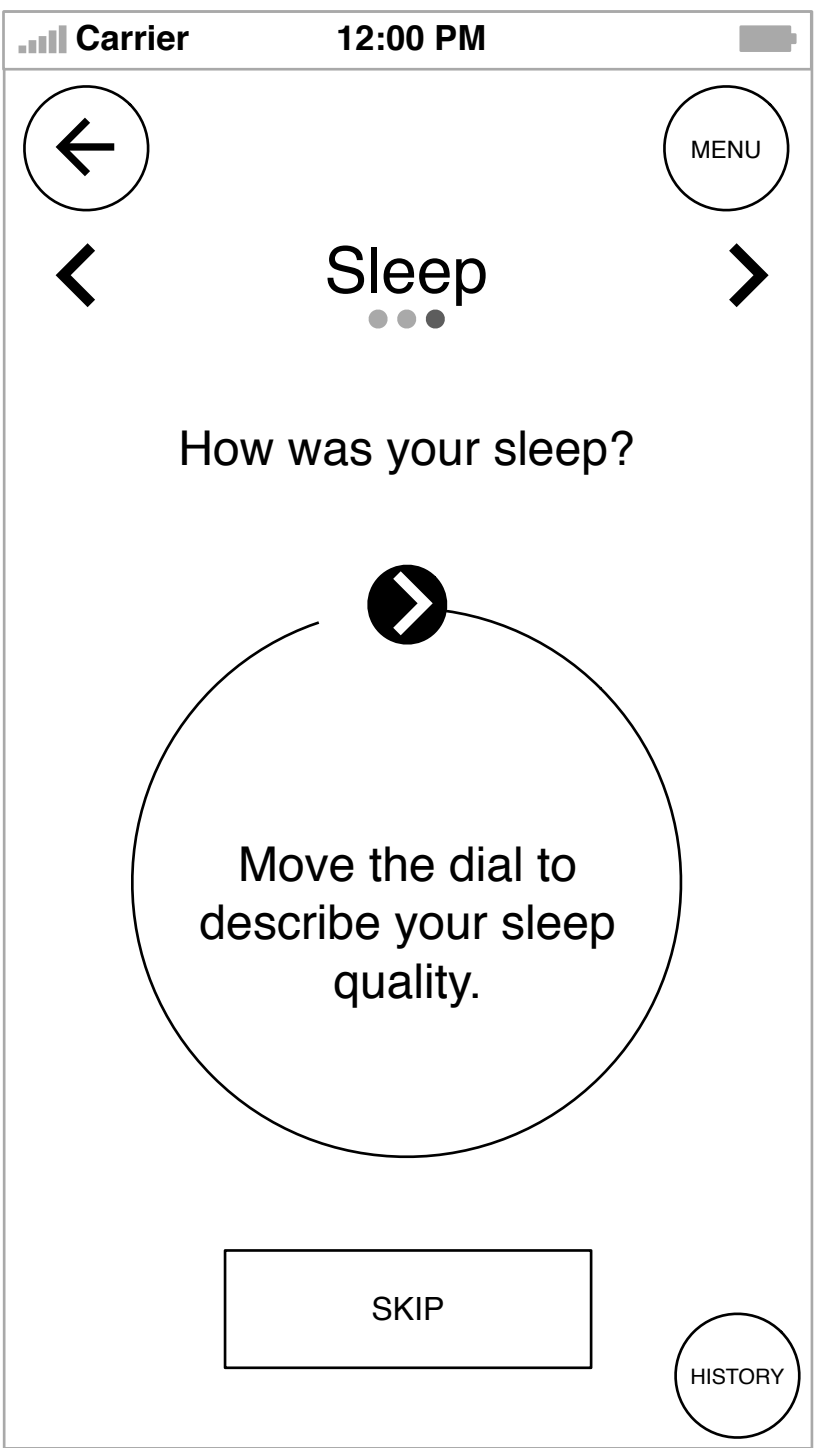 Carrier 12:00 PM
MENU
Sleep
How was your sleep?
Move the dial to
describe your sleep
quality.
SKIP
HISTORY